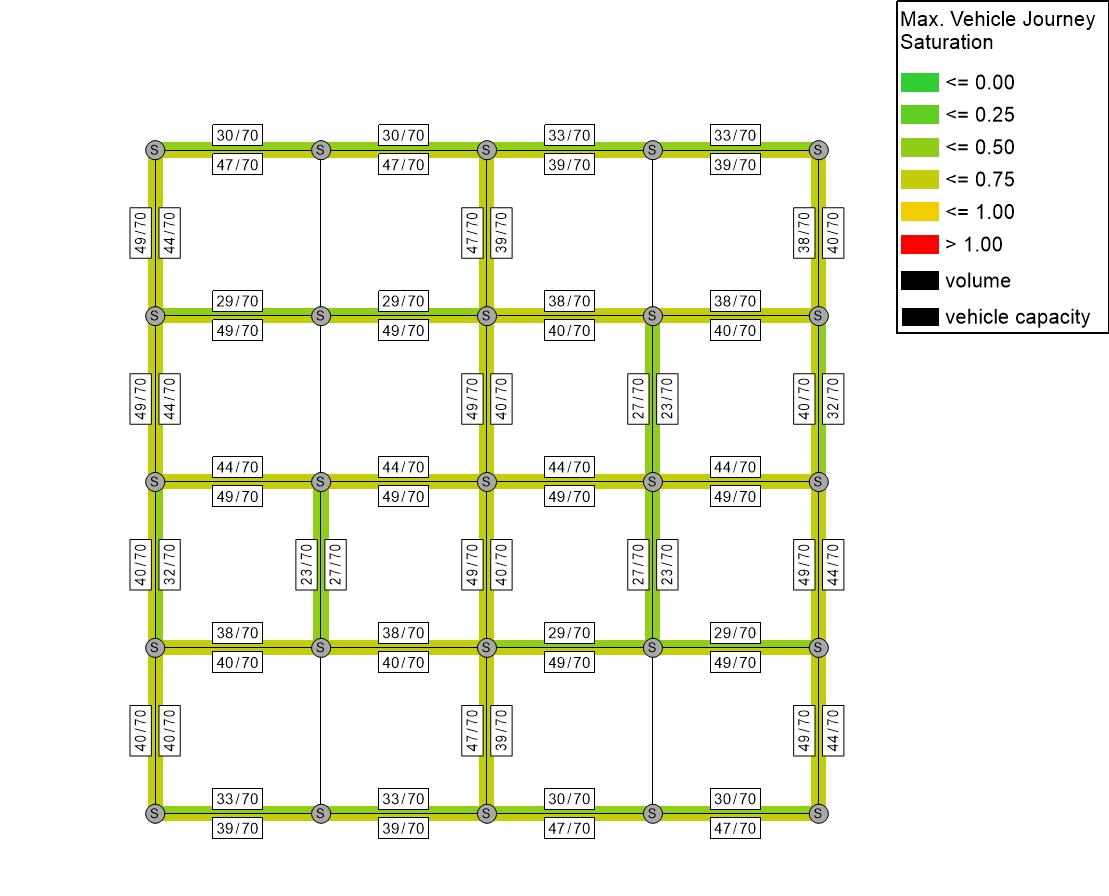 Max. Vehicle Journey
Saturation
<= 0.00
<= 0.25
<= 0.50
<= 0.75
<= 1.00
> 1.00
volume
vehicle capacity
30/70 30/70 33/70 33/70
S S S S S
47/70 47/70 39/70 39/70
49/70 44/70 47/70 39/70 38/70 40/70
29/70 29/70 38/70 38/70
S S S S S
49/70 49/70 40/70 40/70
49/70 44/70 49/70 40/70 27/70 23/70 40/70 32/70
44/70 44/70 44/70 44/70
S S S S S
49/70 49/70 49/70 49/70
40/70 32/70 23/70 27/70 49/70 40/70 27/70 23/70 49/70 44/70
38/70 38/70 29/70 29/70
S S S S S
40/70 40/70 49/70 49/70
40/70 40/70 47/70 39/70 49/70 44/70
33/70 33/70 30/70 30/70
S S S S S
39/70 39/70 47/70 47/70